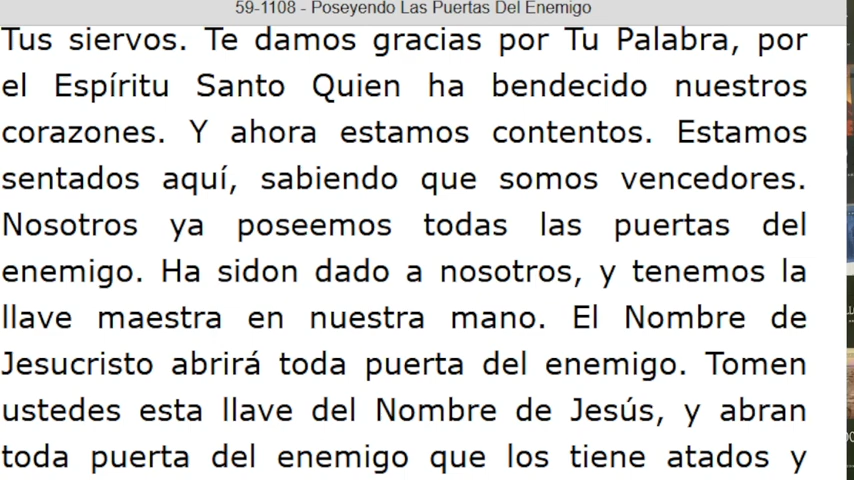 59-1108 - Poseyendo Las Puertas Del Enemigo
Tus siervos. Te damos gracias por Tu Palabra, por
el Espíritu Santo Quien ha bendecido nuestros
corazones. Y ahora estamos contentos. Estamos
sentados aquí, sabiendo que somos vencedores.
Nosotros ya poseemos todas las puertas del
enemigo. Ha sidon dado a nosotros, y tenemos la
llave maestra en nuestra mano. El Nombre de
Jesucristo abrirá toda puerta del enemigo. Tomen
ustedes esta llave del Nombre de Jesús, y abran
toda puerta del enemigo que los tiene atados y